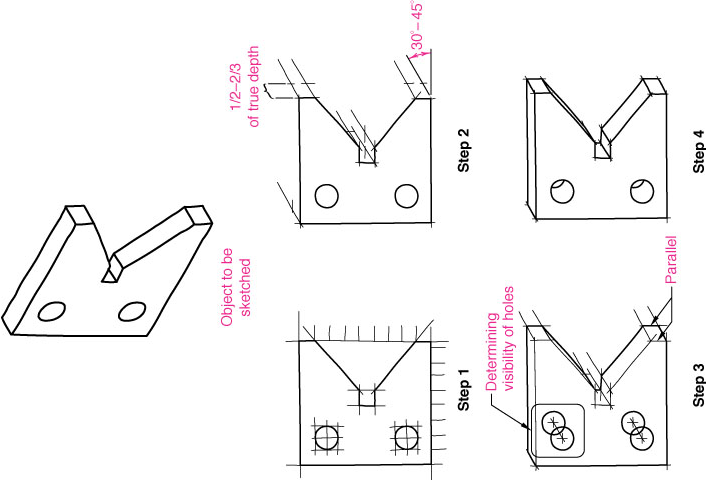 Object to be
sketched
Step 1
1/2–2/3
of true depth
30°–45°
Step 2
Determining
visibility of holes
Parallel
Step 3
Step 4